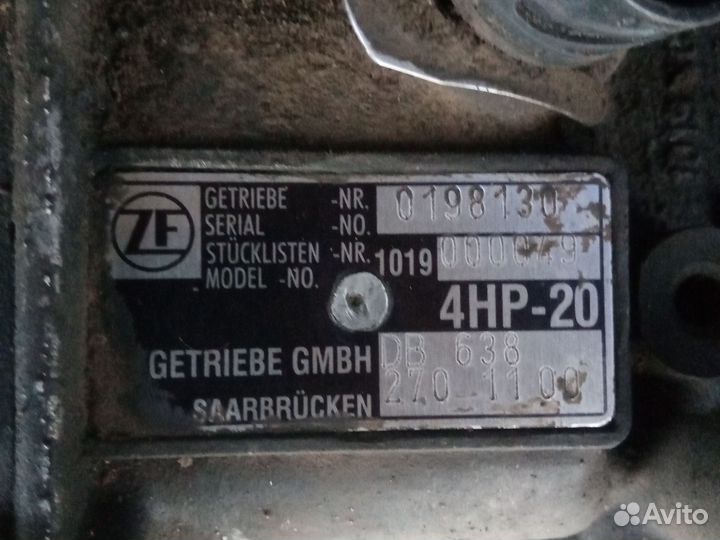 ZF
GETRIEBE -NR. 0198130
SERIAL -NO.
STÜCKLISTEN -NR. 1019 000049
MODEL -NO.
4HP-20
GETRIEBE GMBH DB 638
SAARBRÜCKEN 270 1100
Avito